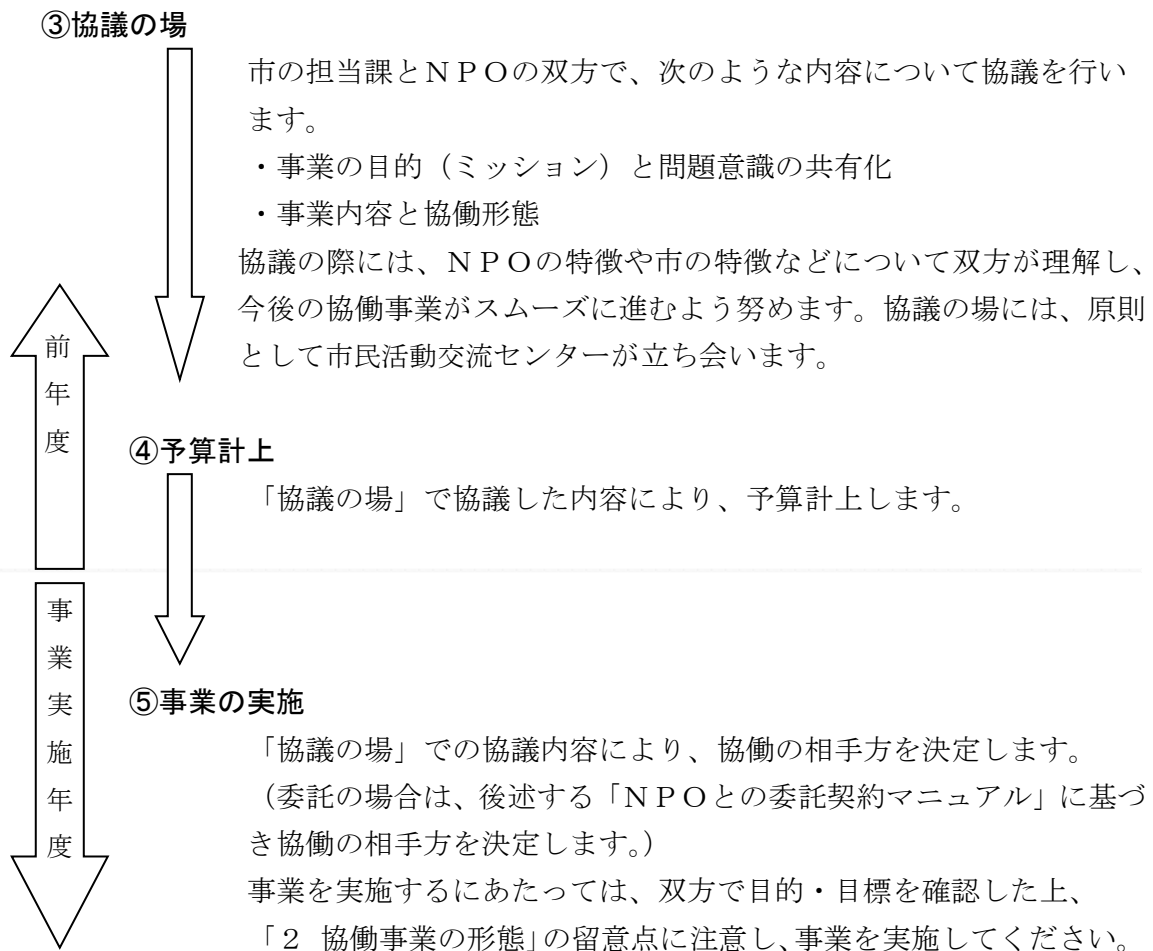 ③協議の場
市の担当課とNPOの双方で、次のような内容について協議を行い
ます。
・事業の目的(ミッション)と問題意識の共有化
・事業内容と協働形態
協議の際には、NPOの特徴や市の特徴などについて双方が理解し、
今後の協働事業がスムーズに進むよう努めます。協議の場には、原則
として市民活動交流センターが立ち会います。
前年度
④予算計上
「協議の場」で協議した内容により、予算計上します。
事業実施年度
⑤事業の実施
「協議の場」での協議内容により、協働の相手方を決定します。
(委託の場合は、後述する「NPOとの委託契約マニュアル」に基づ
き協働の相手方を決定します。)
事業を実施するにあたっては、双方で目的・目標を確認した上、
「2 協働事業の形態」の留意点に注意し、事業を実施してください。